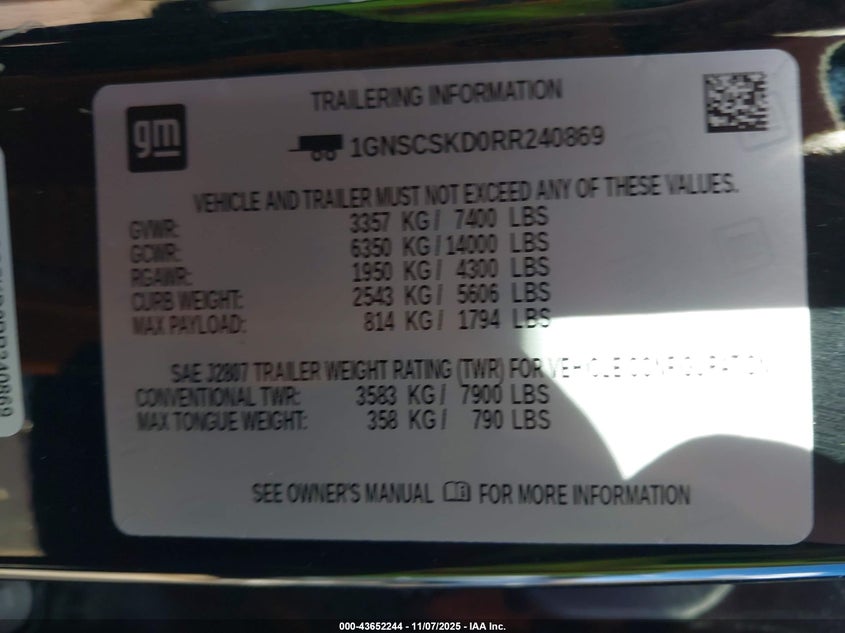 gm
TRAILERING INFORMATION
1GNSCSKD0RR240869
VEHICLE AND TRAILER MUST NOT EXCEED ANY OF THESE VALUES.
GVWR: 3357 KG / 7400 LBS
GCWR: 6350 KG / 14000 LBS
RGAWR: 1950 KG / 4300 LBS
CURB WEIGHT: 2543 KG / 5606 LBS
MAX PAYLOAD: 814 KG / 1794 LBS
SAE J2807 TRAILER WEIGHT RATING (TWR) FOR VEHICLE CONFIGURATION
CONVENTIONAL TWR: 3583 KG / 7900 LBS
MAX TONGUE WEIGHT: 358 KG / 790 LBS
SEE OWNER'S MANUAL FOR MORE INFORMATION
000-43652244 - 11/07/2025 - IAA Inc.